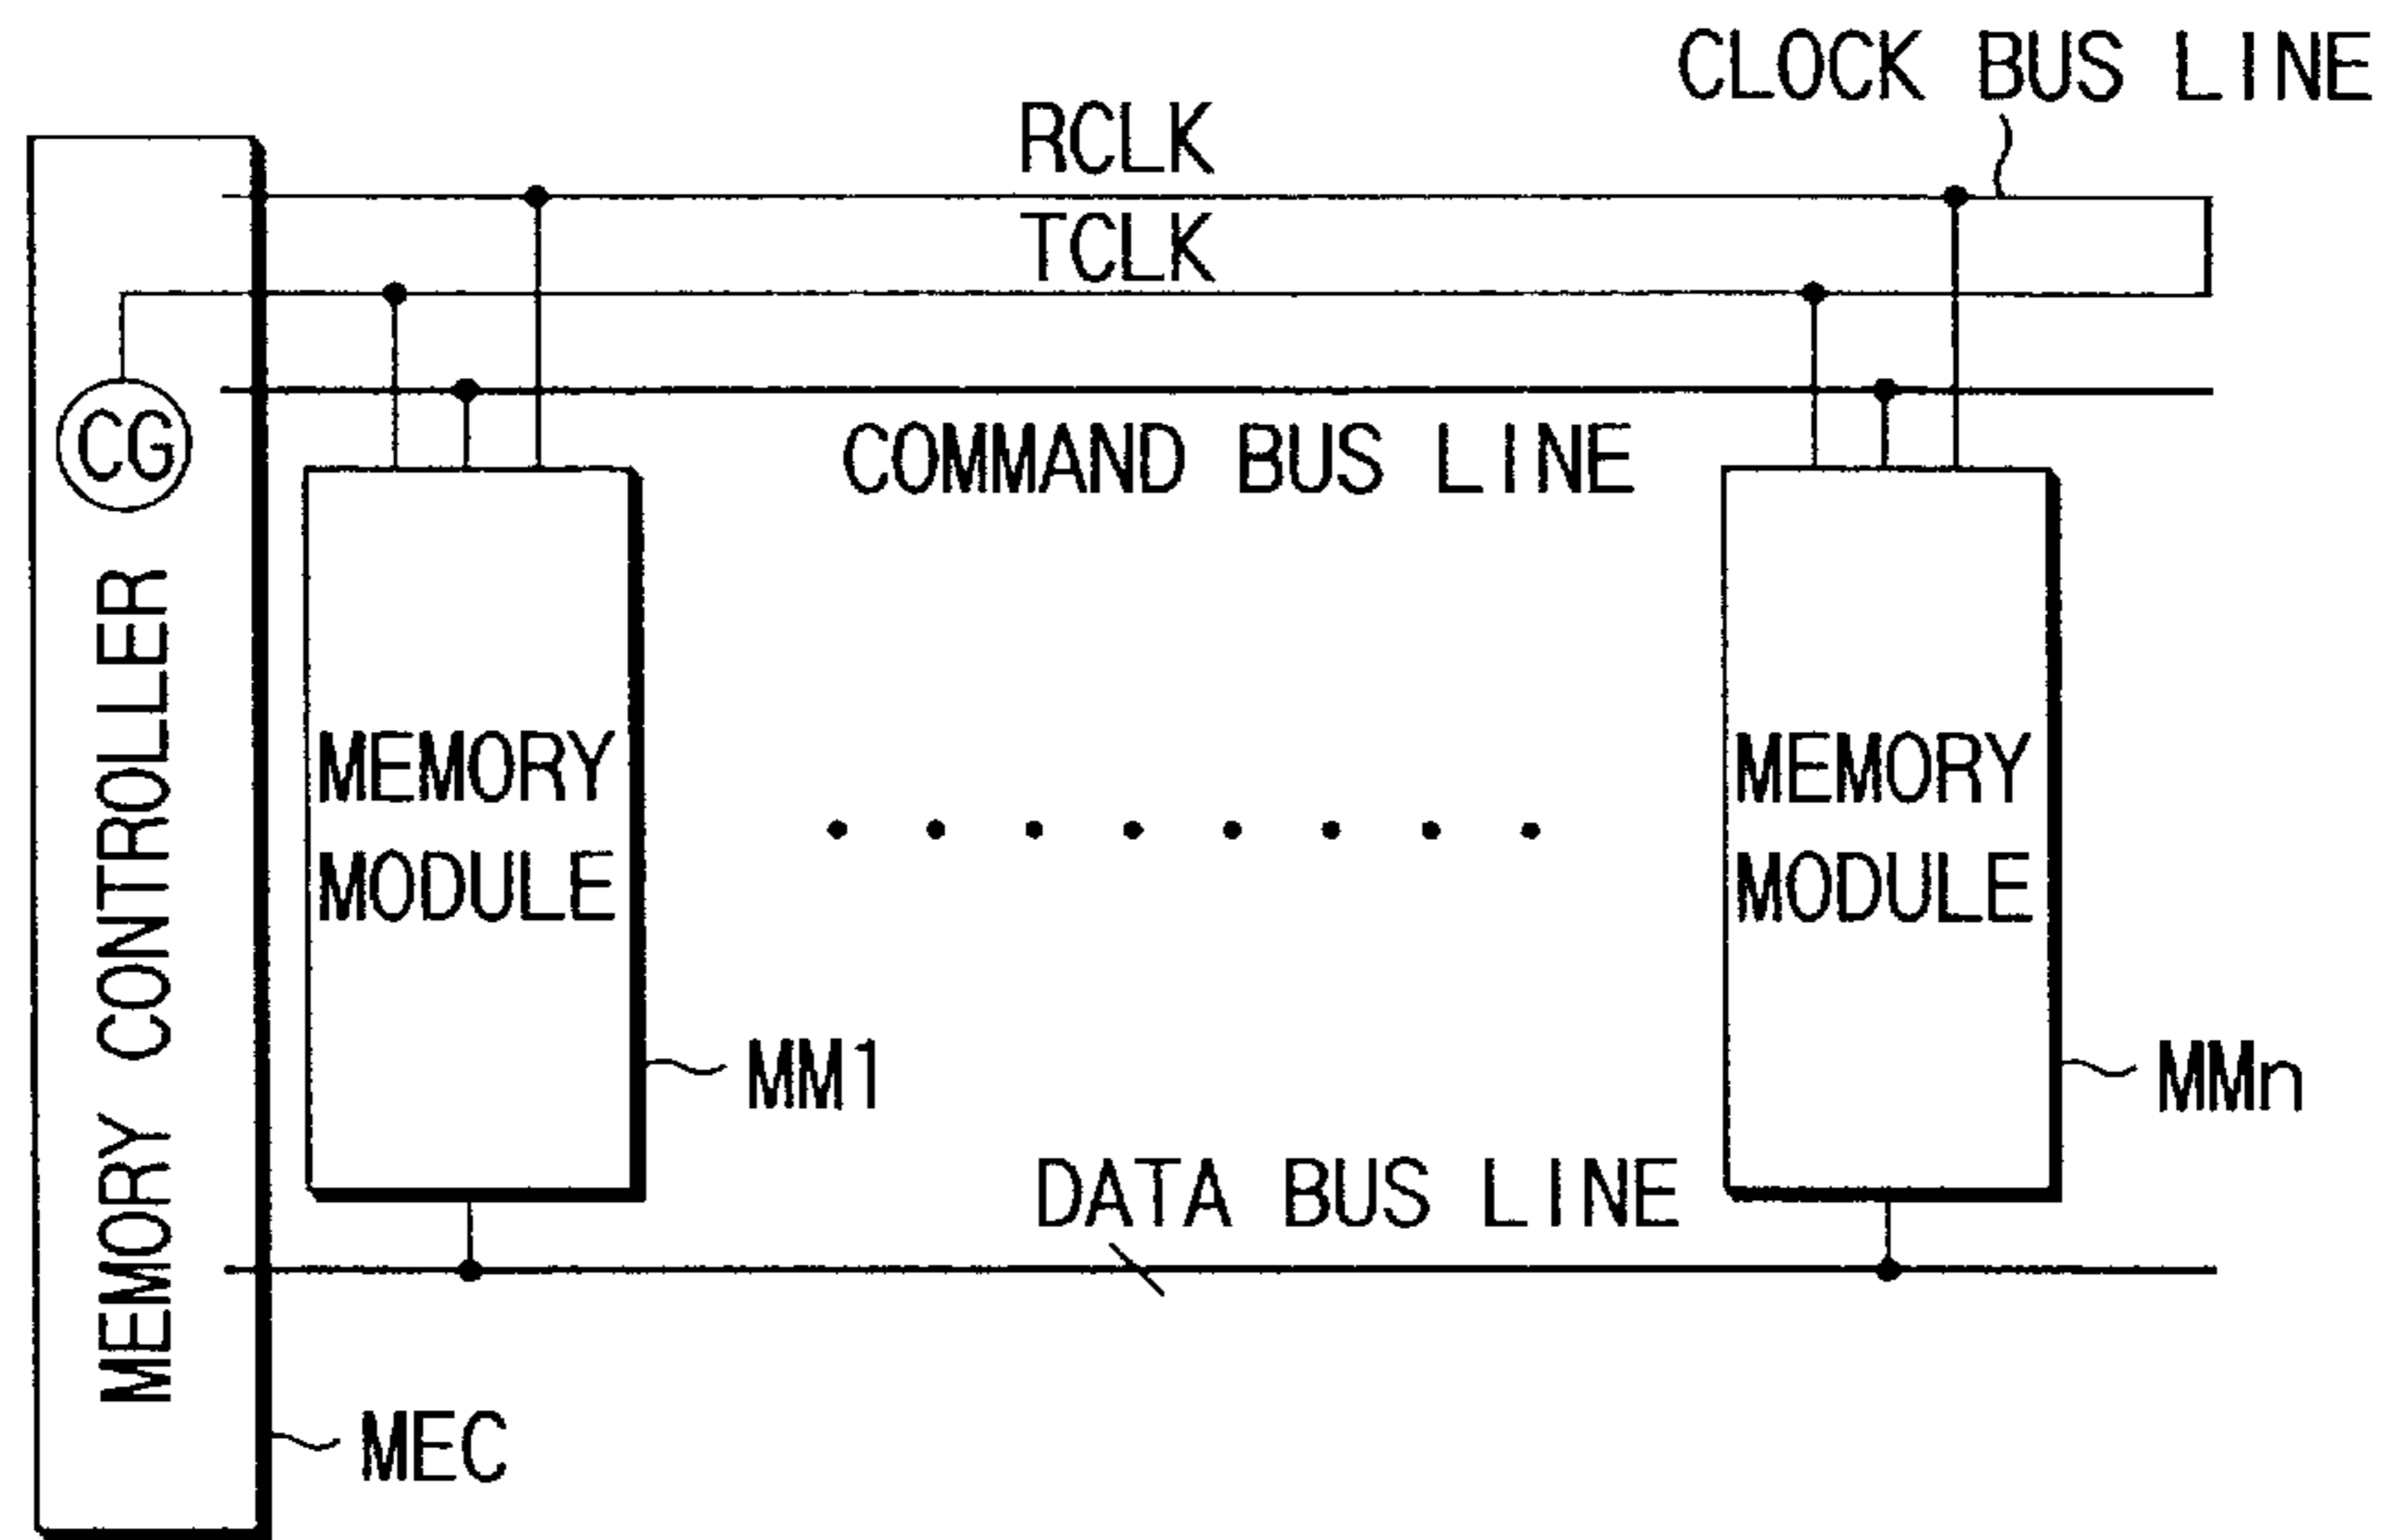 CLOCK BUS LINE
RCLK
TCLK
CG
COMMAND BUS LINE
MEMORY CONTROLLER
MEMORY
MODULE
MEMORY
MODULE
MM1
MMn
DATA BUS LINE
MEC